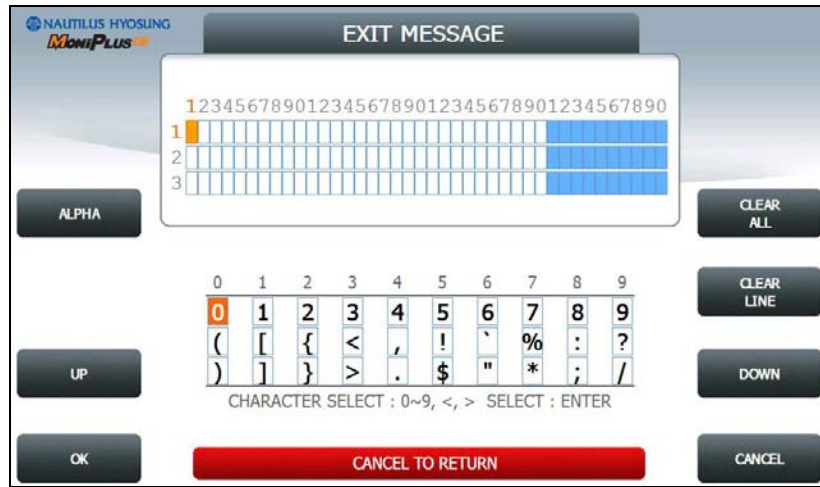 NAUTILUS HYOSUNG
MoniPlus CE
EXIT MESSAGE
1234567890123456789012345678901234567890
1
2
3
ALPHA
CLEAR
ALL
0 1 2 3 4 5 6 7 8 9
0 1 2 3 4 5 6 7 8 9
( [ { < , ! ` % : ?
) ] } > . $ " * ; /
CLEAR
LINE
UP
DOWN
CHARACTER SELECT : 0~9, <, > SELECT : ENTER
OK
CANCEL TO RETURN
CANCEL